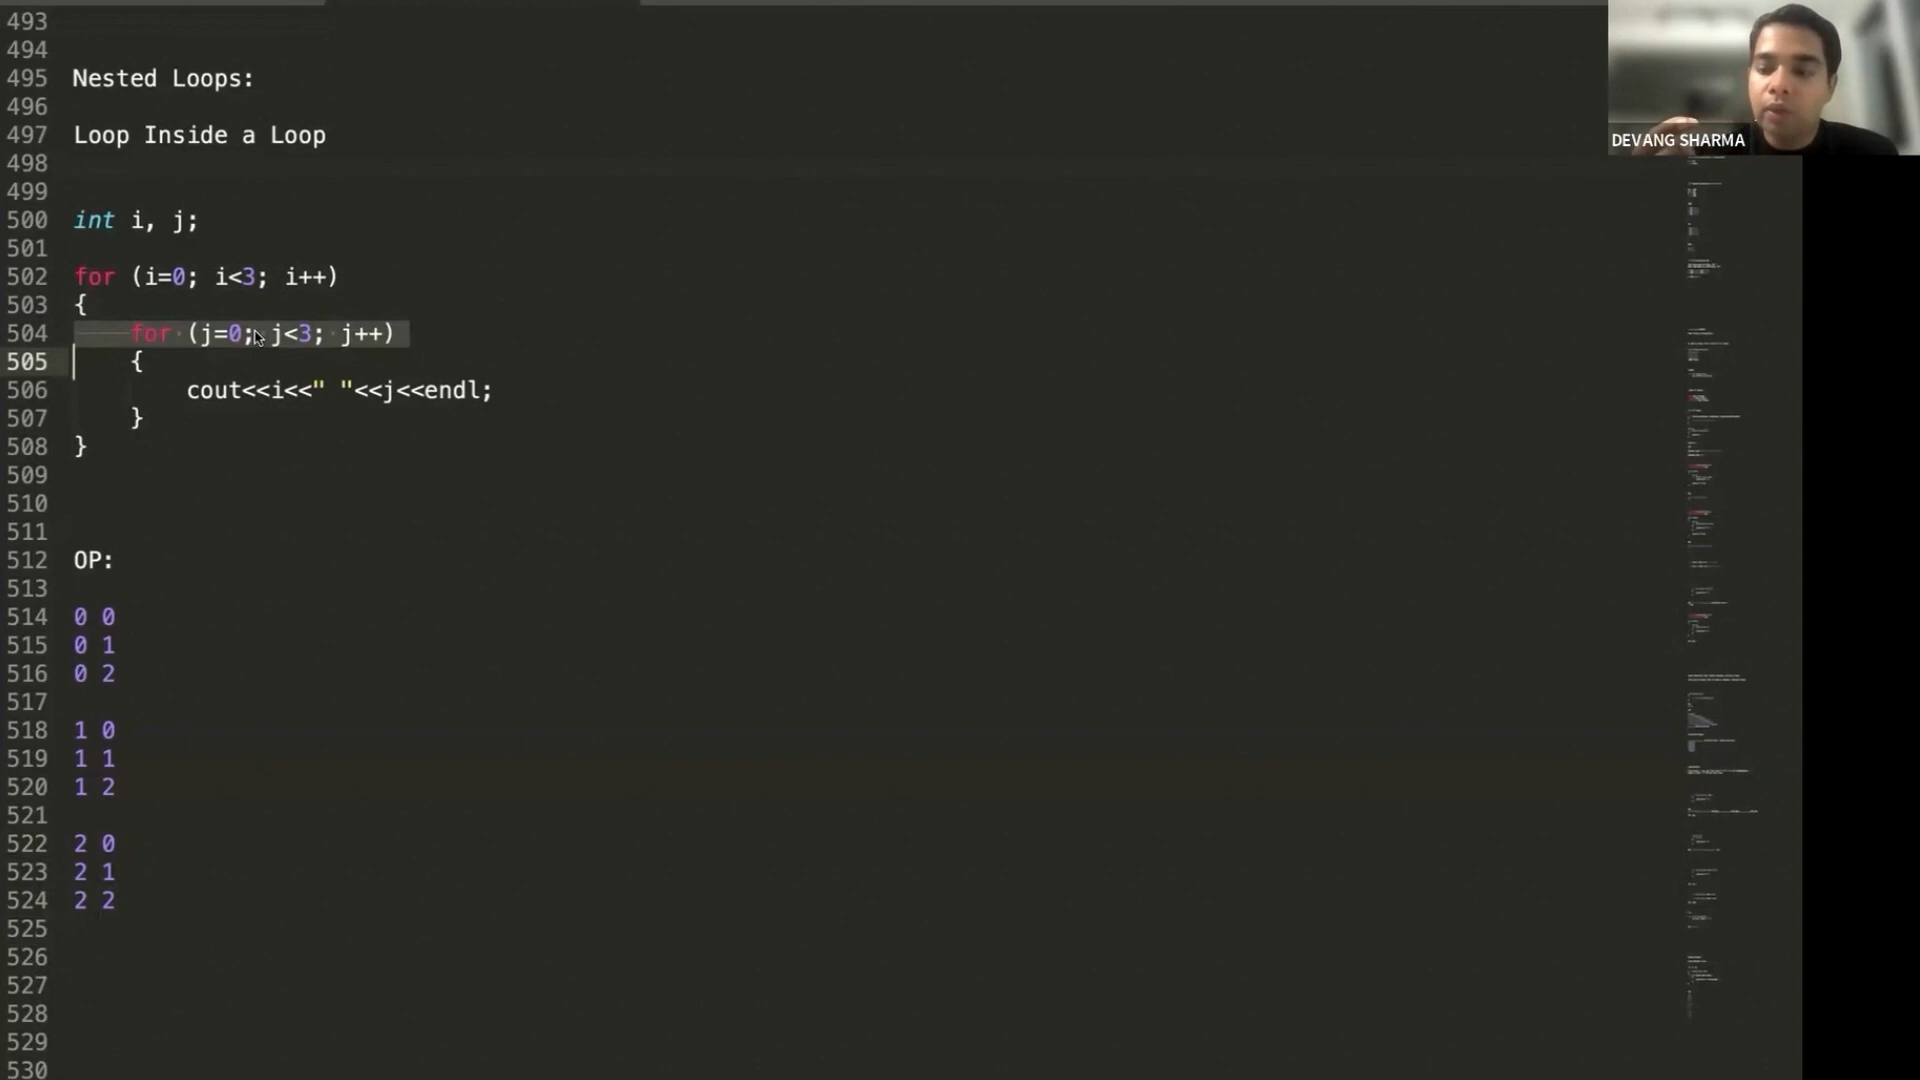 493
494
495 Nested Loops:
496
497 Loop Inside a Loop
498
499
500 int i, j;
501
502 for (i=0; i<3; i++)
503 {
504 for (j=0; j<3; j++)
505 {
506 cout<<i<<" "<<j<<endl;
507 }
508 }
509
510
511
512 OP:
513
514 0 0
515 0 1
516 0 2
517
518 1 0
519 1 1
520 1 2
521
522 2 0
523 2 1
524 2 2
525
526
527
528
529
530
DEVANG SHARMA